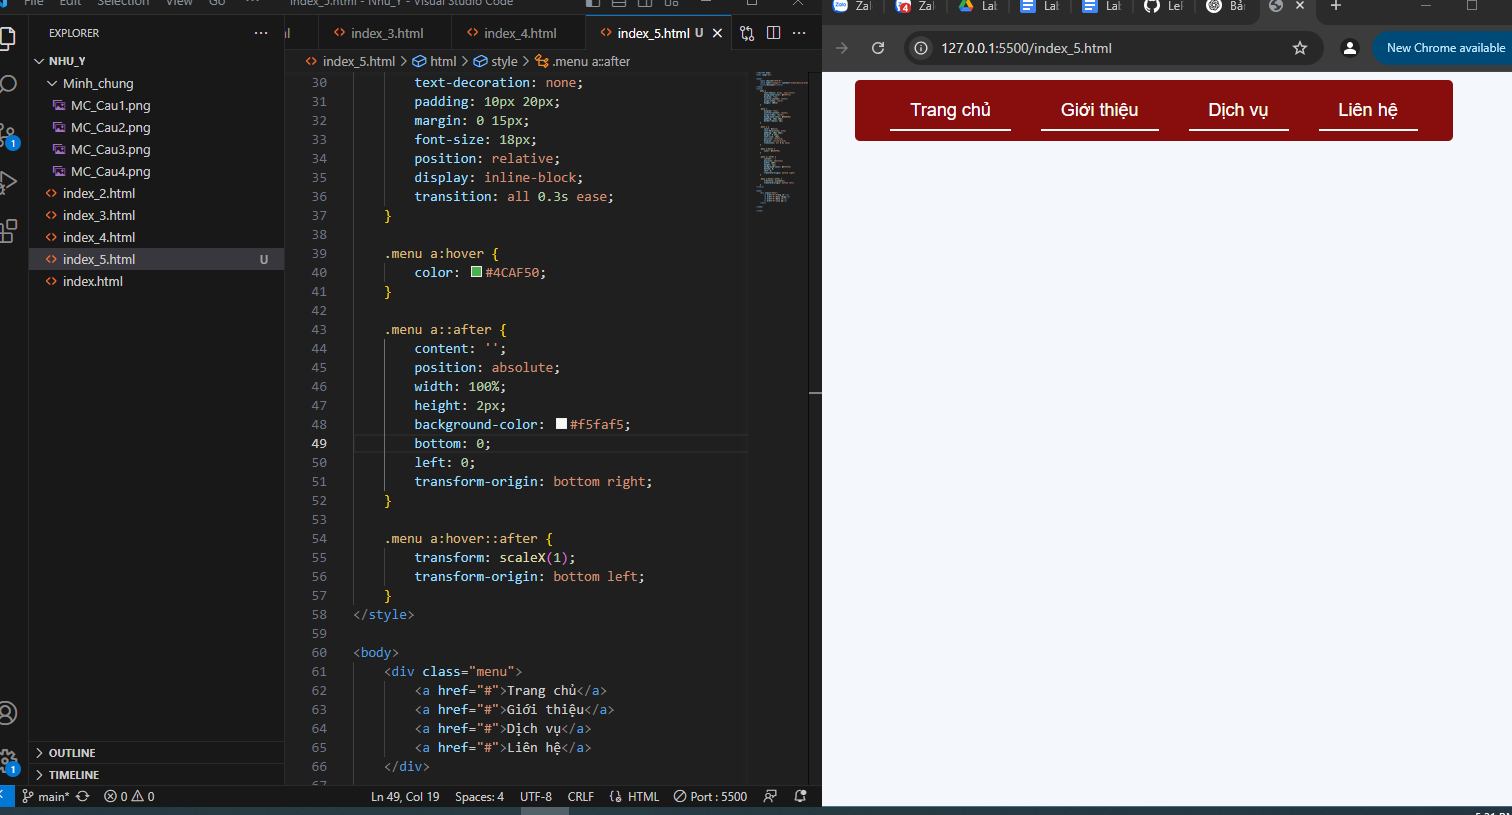 File Edit Selection View Go ··· index_5.html - Nhu_Y - Visual Studio Code
EXPLORER
NHU_Y
Minh_chung
MC_Cau1.png
MC_Cau2.png
MC_Cau3.png
MC_Cau4.png
index_2.html
index_3.html
index_4.html
index_5.html U
index.html
OUTLINE
TIMELINE
index_3.html index_4.html index_5.html U
index_5.html > html > style > .menu a::after
30 text-decoration: none;
31 padding: 10px 20px;
32 margin: 0 15px;
33 font-size: 18px;
34 position: relative;
35 display: inline-block;
36 transition: all 0.3s ease;
37 }
38
39 .menu a:hover {
40 color: #4CAF50;
41 }
42
43 .menu a::after {
44 content: '';
45 position: absolute;
46 width: 100%;
47 height: 2px;
48 background-color: #f5faf5;
49 bottom: 0;
50 left: 0;
51 transform-origin: bottom right;
52 }
53
54 .menu a:hover::after {
55 transform: scaleX(1);
56 transform-origin: bottom left;
57 }
58 </style>
59
60 <body>
61 <div class="menu">
62 <a href="#">Trang chủ</a>
63 <a href="#">Giới thiệu</a>
64 <a href="#">Dịch vụ</a>
65 <a href="#">Liên hệ</a>
66 </div>
main* 0 0 Ln 49, Col 19 Spaces: 4 UTF-8 CRLF HTML Port : 5500
Zal Zal Lab Lab Lab Lef Bả
127.0.0.1:5500/index_5.html New Chrome available
Trang chủ Giới thiệu Dịch vụ Liên hệ